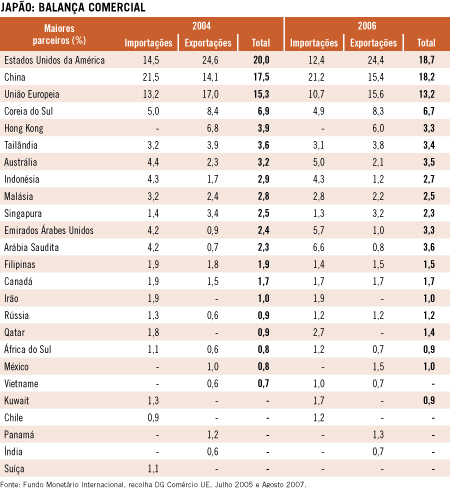 JAPÃO: BALANÇA COMERCIAL
Maiores parceiros (%) 2004 2006
Importações Exportações Total Importações Exportações Total
Estados Unidos da América 14,5 24,6 20,0 12,4 24,4 18,7
China 21,5 14,1 17,5 21,2 15,4 18,2
União Europeia 13,2 17,0 15,3 10,7 15,6 13,2
Coreia do Sul 5,0 8,4 6,9 4,9 8,3 6,7
Hong Kong - 6,8 3,9 - 6,0 3,3
Tailândia 3,2 3,9 3,6 3,1 3,8 3,4
Austrália 4,4 2,3 3,2 5,0 2,1 3,5
Indonésia 4,3 1,7 2,9 4,3 1,2 2,7
Malásia 3,2 2,4 2,8 2,8 2,2 2,5
Singapura 1,4 3,4 2,5 1,3 3,2 2,3
Emirados Árabes Unidos 4,2 0,9 2,4 5,7 1,0 3,3
Arábia Saudita 4,2 0,7 2,3 6,6 0,8 3,6
Filipinas 1,9 1,8 1,9 1,4 1,5 1,5
Canadá 1,9 1,5 1,7 1,7 1,7 1,7
Irão 1,9 - 1,0 1,9 - 1,0
Rússia 1,3 0,6 0,9 1,2 1,2 1,2
Qatar 1,8 - 0,9 2,7 - 1,4
África do Sul 1,1 0,6 0,8 1,2 0,7 0,9
México - 1,0 0,8 - 1,5 1,0
Vietname - 0,6 0,7 1,0 0,7 -
Kuwait 1,3 - - 1,7 - 0,9
Chile 0,9 - - 1,2 - -
Panamá - 1,2 - - 1,3 -
Índia - 0,6 - - 0,7 -
Suíça 1,1 - - - - -
Fonte: Fundo Monetário Internacional, recolha DG Comércio UE, Julho 2005 e Agosto 2007.